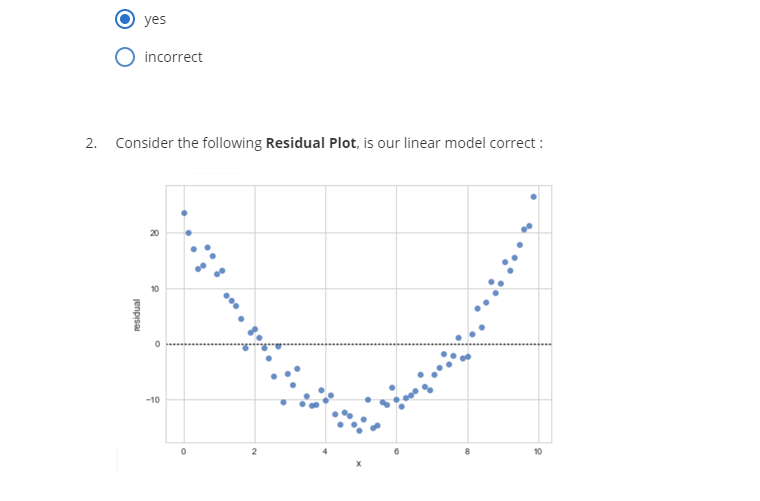 yes
incorrect
2. Consider the following Residual Plot, is our linear model correct :
20
10
0
−10
residual
0 2 4 6 8 10
x